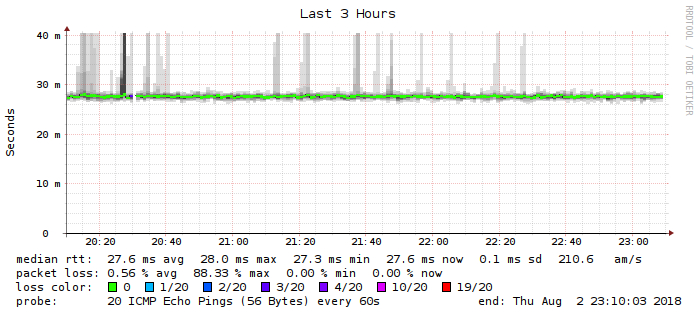 Last 3 Hours
RRDTOOL / TOBI OETIKER
Seconds
40 m
30 m
20 m
10 m
0
20:20 20:40 21:00 21:20 21:40 22:00 22:20 22:40 23:00
median rtt: 27.6 ms avg 28.0 ms max 27.3 ms min 27.6 ms now 0.1 ms sd 210.6 am/s
packet loss: 0.56 % avg 88.33 % max 0.00 % min 0.00 % now
loss color: 0 1/20 2/20 3/20 4/20 10/20 19/20
probe: 20 ICMP Echo Pings (56 Bytes) every 60s end: Thu Aug 2 23:10:03 2018